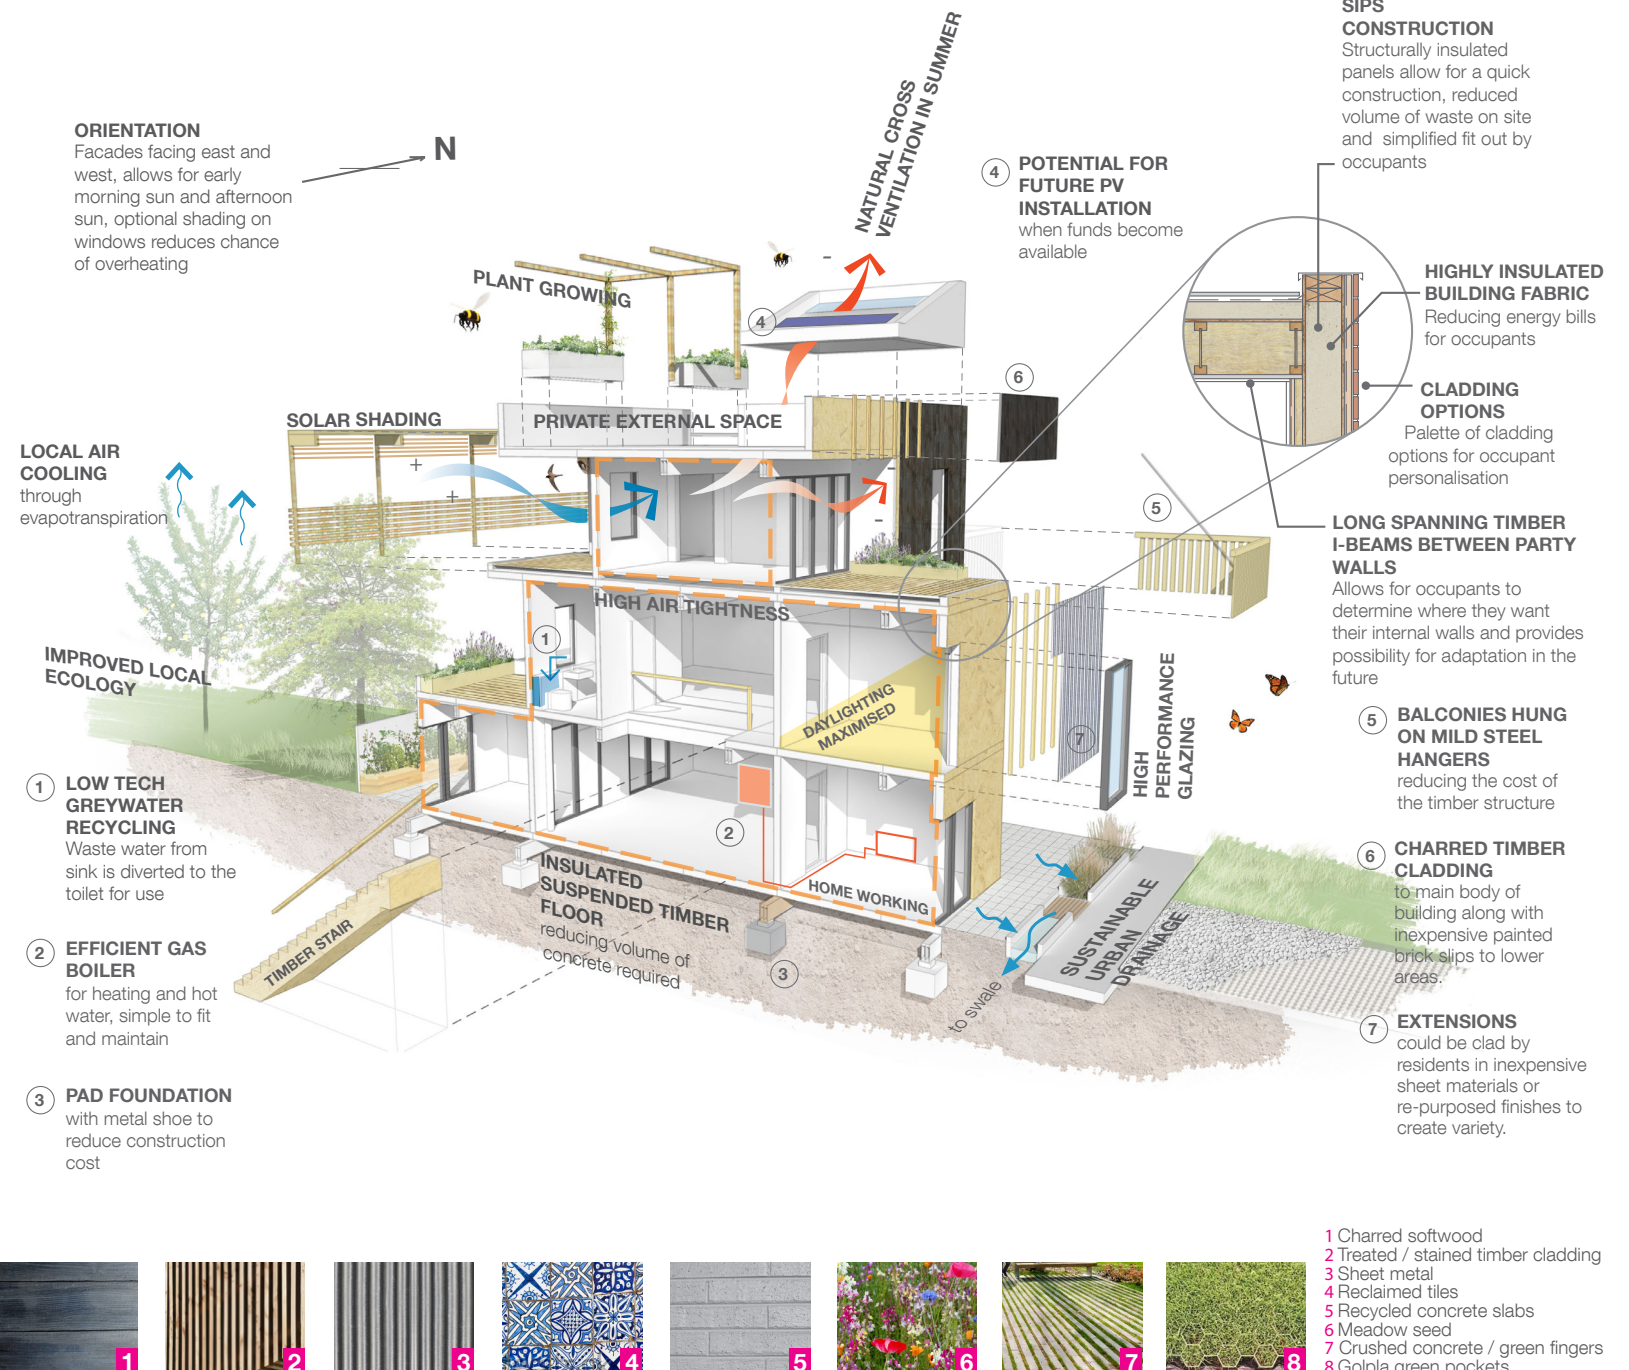 SIPS
CONSTRUCTION
Structurally insulated
panels allow for a quick
construction, reduced
volume of waste on site
and simplified fit out by
occupants
ORIENTATION
Facades facing east and
west, allows for early
morning sun and afternoon
sun, optional shading on
windows reduces chance
of overheating
N
NATURAL CROSS
VENTILATION IN SUMMER
4 POTENTIAL FOR
FUTURE PV
INSTALLATION
when funds become
available
HIGHLY INSULATED
BUILDING FABRIC
Reducing energy bills
for occupants
CLADDING
OPTIONS
Palette of cladding
options for occupant
personalisation
LONG SPANNING TIMBER
I-BEAMS BETWEEN PARTY
WALLS
Allows for occupants to
determine where they want
their internal walls and provides
possibility for adaptation in the
future
PLANT GROWING
4
-
6
SOLAR SHADING
PRIVATE EXTERNAL SPACE
LOCAL AIR
COOLING
through
evapotranspiration
+
+
-
-
5
HIGH AIR TIGHTNESS
1
IMPROVED LOCAL
ECOLOGY
DAYLIGHTING
MAXIMISED
7
HIGH
PERFORMANCE
GLAZING
2
HOME WORKING
INSULATED
SUSPENDED TIMBER
FLOOR
reducing volume of
concrete required
3
TIMBER STAIR
SUSTAINABLE
URBAN
DRAINAGE
to swale
1 LOW TECH
GREYWATER
RECYCLING
Waste water from
sink is diverted to the
toilet for use
2 EFFICIENT GAS
BOILER
for heating and hot
water, simple to fit
and maintain
3 PAD FOUNDATION
with metal shoe to
reduce construction
cost
5 BALCONIES HUNG
ON MILD STEEL
HANGERS
reducing the cost of
the timber structure
6 CHARRED TIMBER
CLADDING
to main body of
building along with
inexpensive painted
brick slips to lower
areas.
7 EXTENSIONS
could be clad by
residents in inexpensive
sheet materials or
re-purposed finishes to
create variety.
1
2
3
4
5
6
7
8
1 Charred softwood
2 Treated / stained timber cladding
3 Sheet metal
4 Reclaimed tiles
5 Recycled concrete slabs
6 Meadow seed
7 Crushed concrete / green fingers
8 Golpla green pockets